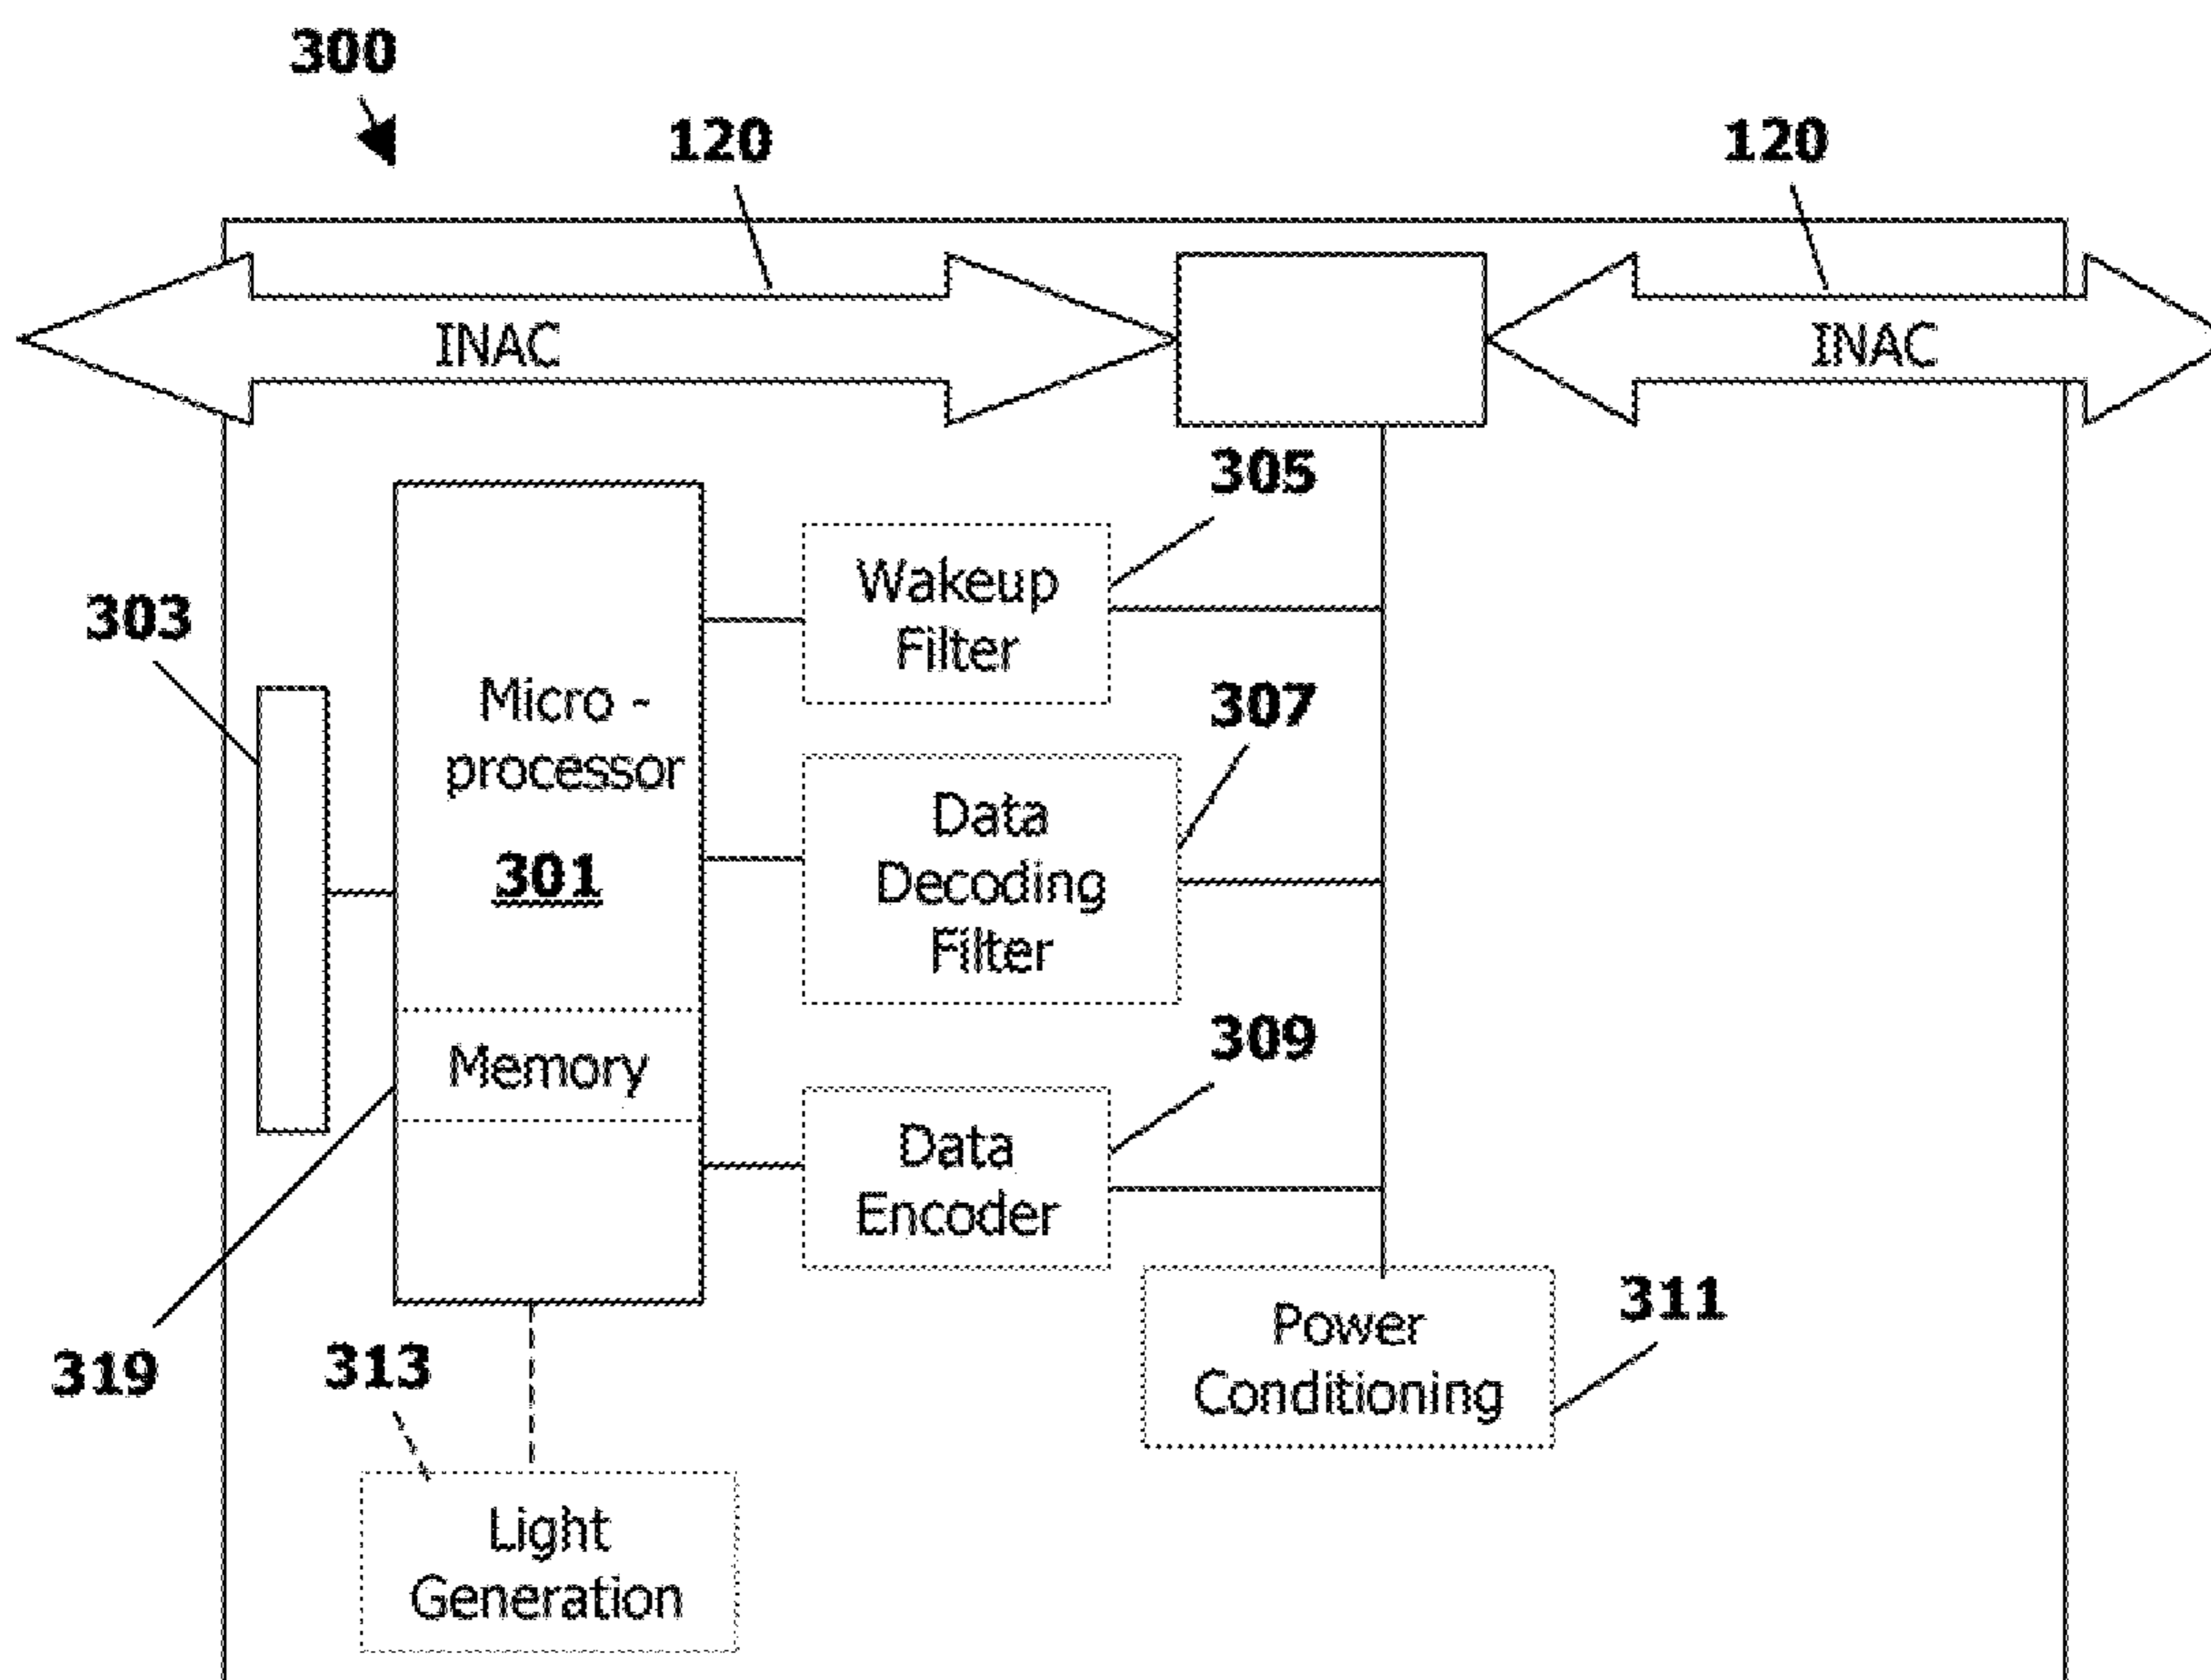 300
120
120
INAC
INAC
305
Wakeup
Filter
303
Micro -
processor
301
307
Data
Decoding
Filter
Memory
309
Data
Encoder
311
Power
Conditioning
319
313
Light
Generation